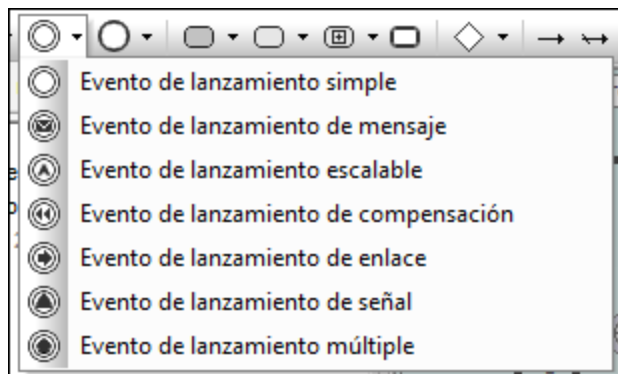 Evento de lanzamiento simple
Evento de lanzamiento de mensaje
Evento de lanzamiento escalable
Evento de lanzamiento de compensación
Evento de lanzamiento de enlace
Evento de lanzamiento de señal
Evento de lanzamiento múltiple